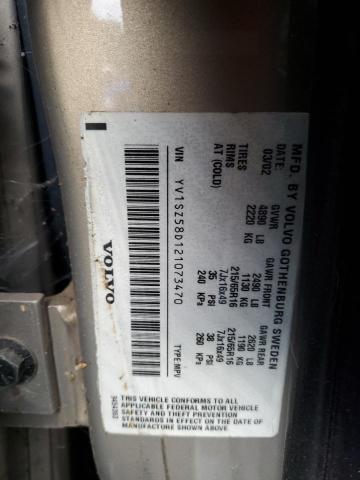 MFD. BY VOLVO GOTHENBURG SWEDEN
DATE: GVWR GAWR FRONT GAWR REAR
03/02 4890 LB 2490 LB 2620 LB
2220 KG 1130 KG 1190 KG
TIRES 215/65R16 215/65R16
RIMS 7Jx16x49 7Jx16x49
AT (COLD) 35 PSI 38 PSI
240 KPa 260 KPa
VIN YV1SZ58D121073470 TYPE:MPV
VOLVO
THIS VEHICLE CONFORMS TO ALL
APPLICABLE FEDERAL MOTOR VEHICLE
SAFETY AND THEFT PREVENTION
STANDARDS IN EFFECT ON THE DATE OF
MANUFACTURE SHOWN ABOVE